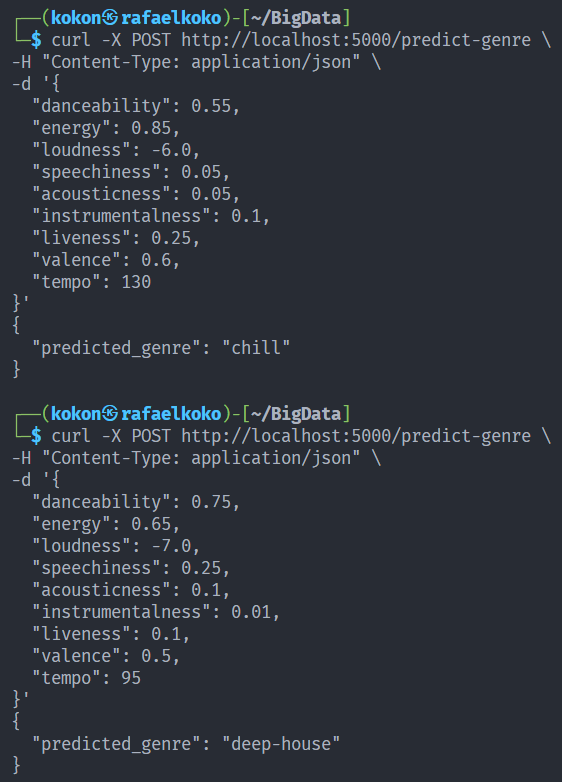 ┌──(kokon㉿rafaelkoko)-[~/BigData]
└─$ curl -X POST http://localhost:5000/predict-genre \
-H "Content-Type: application/json" \
-d '{
  "danceability": 0.55,
  "energy": 0.85,
  "loudness": -6.0,
  "speechiness": 0.05,
  "acousticness": 0.05,
  "instrumentalness": 0.1,
  "liveness": 0.25,
  "valence": 0.6,
  "tempo": 130
}'
{
  "predicted_genre": "chill"
}
┌──(kokon㉿rafaelkoko)-[~/BigData]
└─$ curl -X POST http://localhost:5000/predict-genre \
-H "Content-Type: application/json" \
-d '{
  "danceability": 0.75,
  "energy": 0.65,
  "loudness": -7.0,
  "speechiness": 0.25,
  "acousticness": 0.1,
  "instrumentalness": 0.01,
  "liveness": 0.1,
  "valence": 0.5,
  "tempo": 95
}'
{
  "predicted_genre": "deep-house"
}